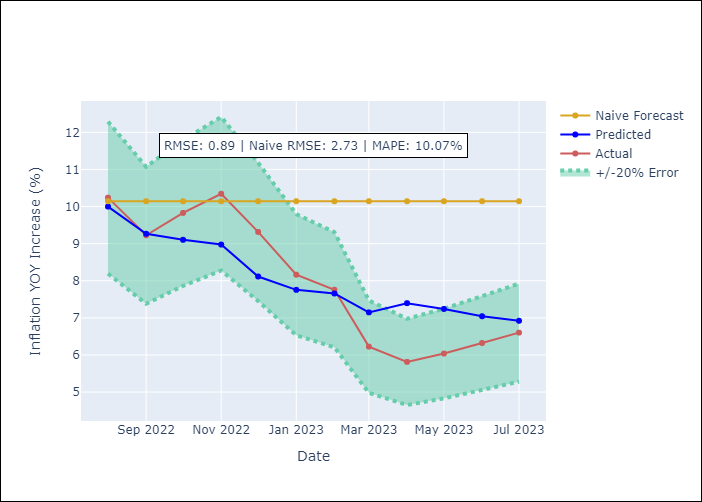 Naive Forecast
Predicted
Actual
+/-20% Error
RMSE: 0.89 | Naive RMSE: 2.73 | MAPE: 10.07%
Inflation YOY Increase (%)
12
11
10
9
8
7
6
5
Sep 2022 Nov 2022 Jan 2023 Mar 2023 May 2023 Jul 2023
Date